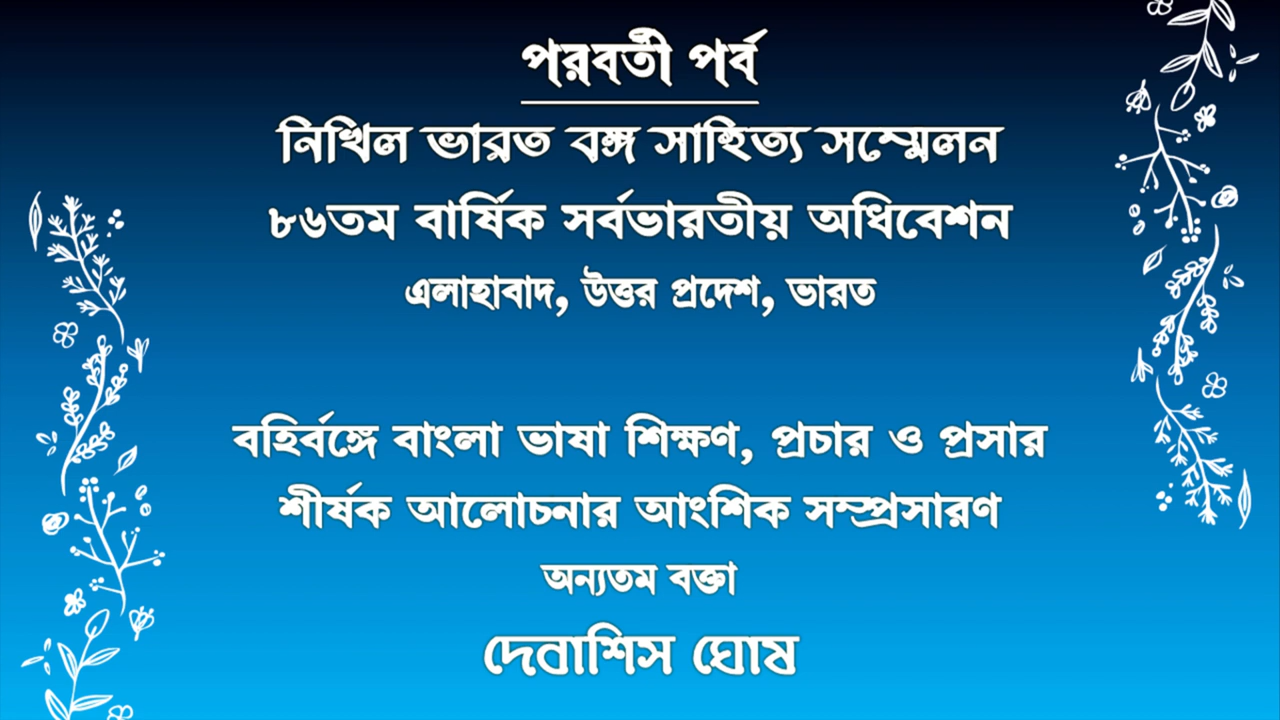 পরবর্তী পর্ব
নিখিল ভারত বঙ্গ সাহিত্য সম্মেলন
৮৬তম বার্ষিক সর্বভারতীয় অধিবেশন
এলাহাবাদ, উত্তর প্রদেশ, ভারত
বহির্বঙ্গে বাংলা ভাষা শিক্ষণ, প্রচার ও প্রসার
শীর্ষক আলোচনার আংশিক সম্প্রসারণ
অন্যতম বক্তা
দেবাশিস ঘোষ